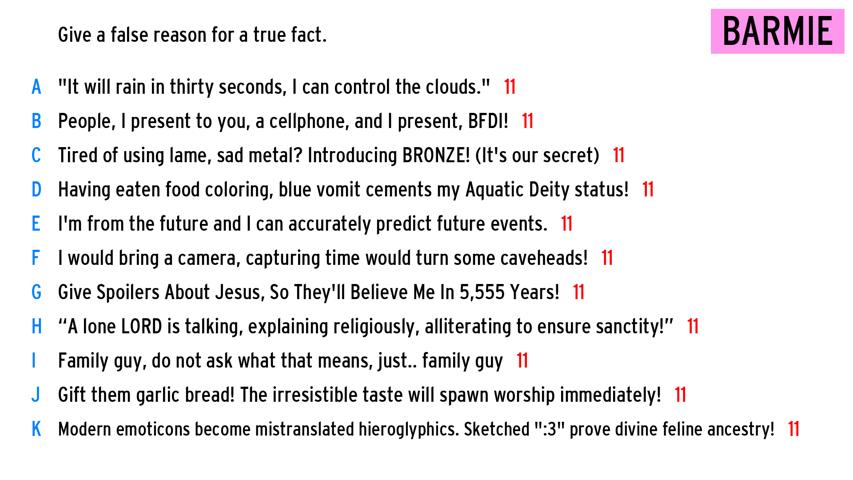 Give a false reason for a true fact.
BARMIE
A "It will rain in thirty seconds, I can control the clouds." 11
B People, I present to you, a cellphone, and I present, BFDI! 11
C Tired of using lame, sad metal? Introducing BRONZE! (It's our secret) 11
D Having eaten food coloring, blue vomit cements my Aquatic Deity status! 11
E I'm from the future and I can accurately predict future events. 11
F I would bring a camera, capturing time would turn some caveheads! 11
G Give Spoilers About Jesus, So They'll Believe Me In 5,555 Years! 11
H “A lone LORD is talking, explaining religiously, alliterating to ensure sanctity!” 11
I Family guy, do not ask what that means, just.. family guy 11
J Gift them garlic bread! The irresistible taste will spawn worship immediately! 11
K Modern emoticons become mistranslated hieroglyphics. Sketched ":3" prove divine feline ancestry! 11